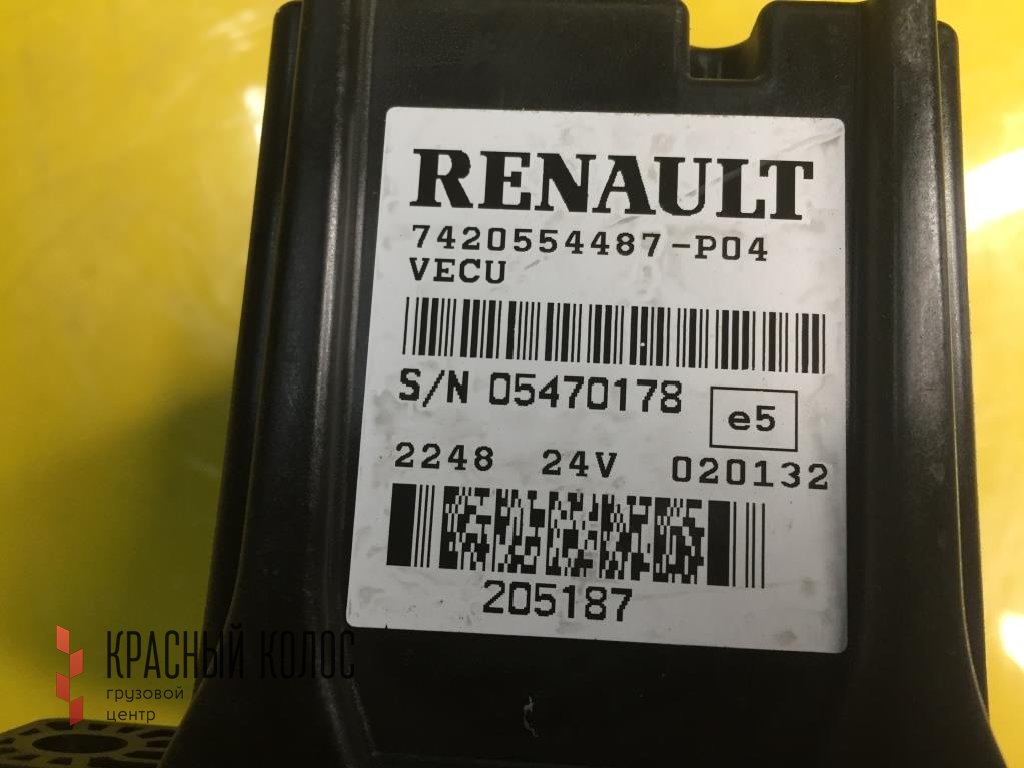 RENAULT
7420554487-P04
VECU
S/N 05470178
e5
2248 24V 020132
205187
КРАСНЫЙ КОЛОС
грузовой
центр